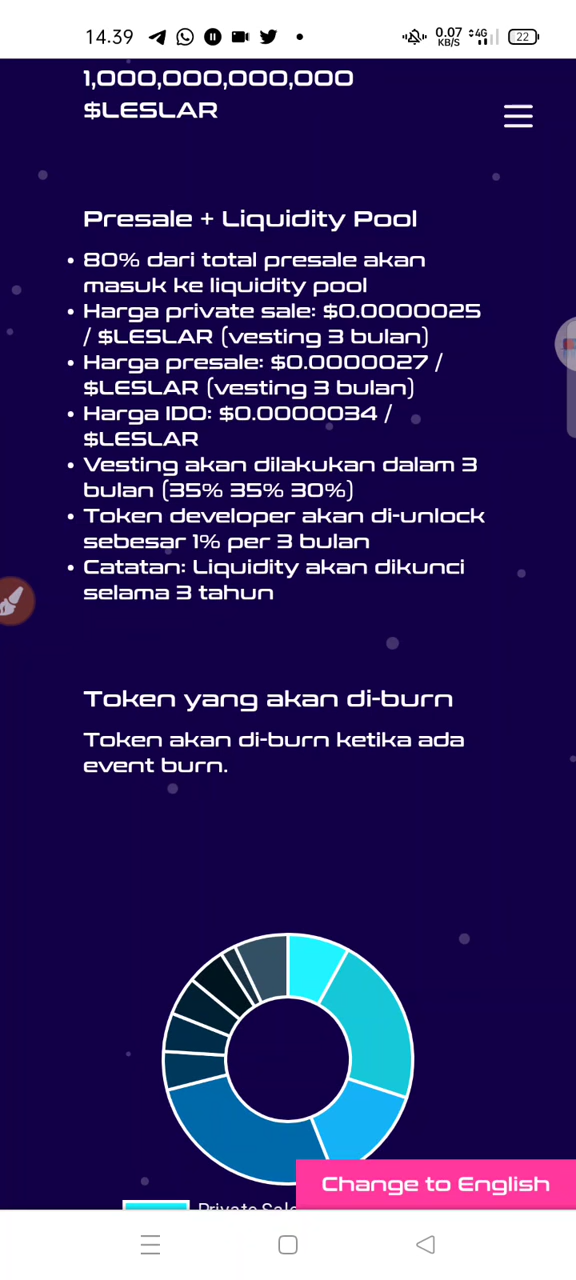 14.39
0.07
KB/S
4G
22
1,000,000,000,000
$LESLAR
Presale + Liquidity Pool
• 80% dari total presale akan
masuk ke liquidity pool
• Harga private sale: $0.0000025
/ $LESLAR (vesting 3 bulan)
• Harga presale: $0.0000027 /
$LESLAR (vesting 3 bulan)
• Harga IDO: $0.0000034 /
$LESLAR
• Vesting akan dilakukan dalam 3
bulan (35% 35% 30%)
• Token developer akan di-unlock
sebesar 1% per 3 bulan
• Catatan: Liquidity akan dikunci
selama 3 tahun
Token yang akan di-burn
Token akan di-burn ketika ada
event burn.
Change to English
Private Sale